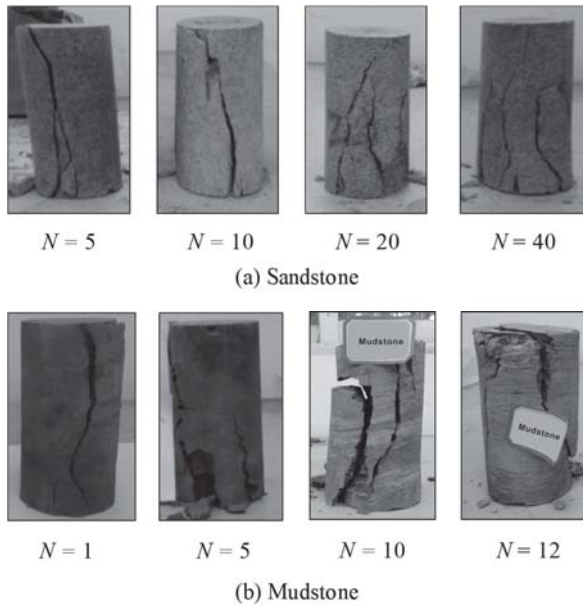 N = 5 N = 10 N = 20 N = 40
(a) Sandstone
Mudstone
Mudstone
N = 1 N = 5 N = 10 N = 12
(b) Mudstone